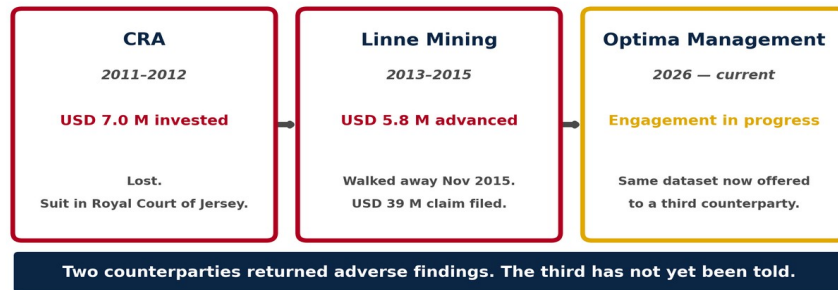 CRA
2011–2012
USD 7.0 M invested
Lost.
Suit in Royal Court of Jersey.
Linne Mining
2013–2015
USD 5.8 M advanced
Walked away Nov 2015.
USD 39 M claim filed.
Optima Management
2026 — current
Engagement in progress
Same dataset now offered
to a third counterparty.
Two counterparties returned adverse findings. The third has not yet been told.